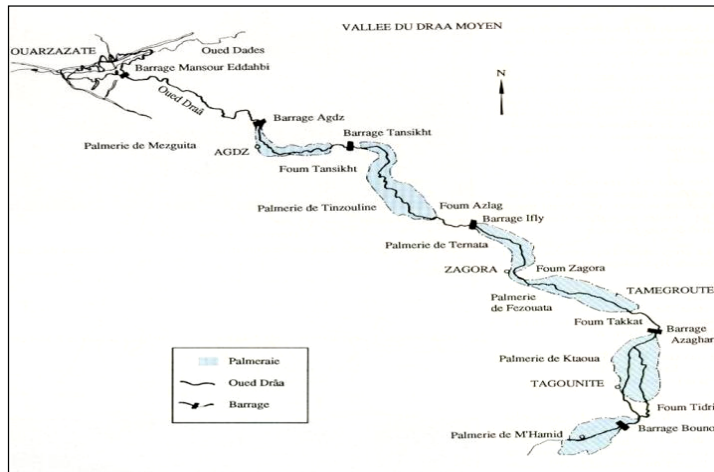 VALLEE DU DRAA MOYEN
OUARZAZATE
Oued Dades
Barrage Mansour Eddahbi
Oued Draâ
N
Barrage Agdz
Palmerie de Mezguita
AGDZ
Barrage Tansikht
Foum Tansikht
Palmerie de Tinzouline
Foum Azlag
Barrage Ifly
Palmerie de Ternata
ZAGORA
Foum Zagora
TAMEGROUTE
Palmerie
de Fezouata
Foum Takkat
Barrage
Azaghar
Palmerie de Ktaoua
TAGOUNITE
Foum Tidri
Barrage Bouno
Palmerie de M'Hamid
Palmeraie
Oued Drâa
Barrage